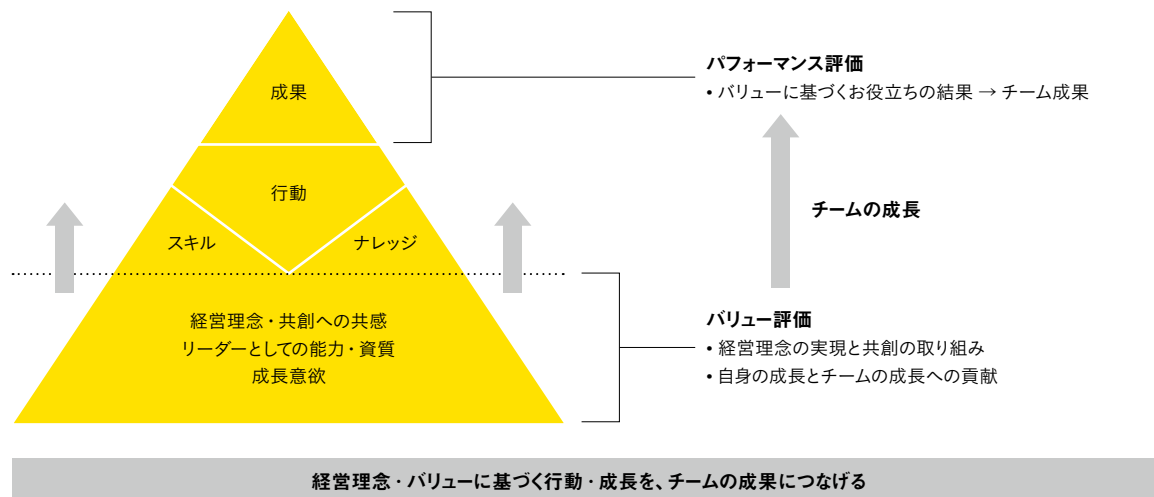 成果
行動
スキル
ナレッジ
経営理念・共創への共感
リーダーとしての能力・資質
成長意欲
パフォーマンス評価
• バリューに基づくお役立ちの結果 → チーム成果
チームの成長
バリュー評価
• 経営理念の実現と共創の取り組み
• 自身の成長とチームの成長への貢献
経営理念・バリューに基づく行動・成長を、チームの成果につなげる